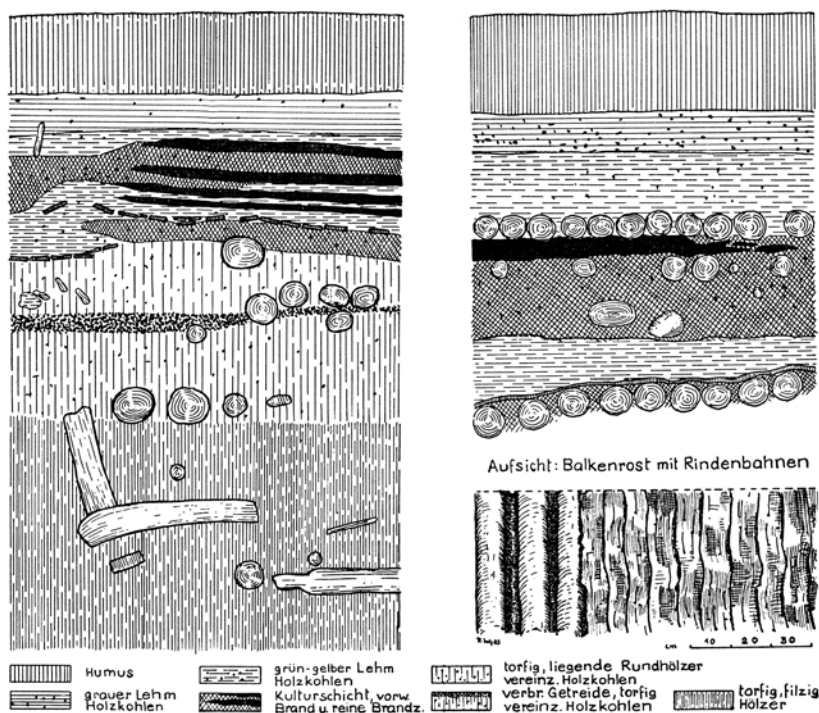 Aufsicht: Balkenrost mit Rindenbahnen
cm 10 20 30
Humus
grauer Lehm
Holzkohlen
grün-gelber Lehm
Holzkohlen
Kulturschicht, vorw.
Brand u. reine Brandz.
torfig, liegende Rundhölzer
vereinz. Holzkohlen
verbr. Getreide, torfig
vereinz. Holzkohlen
torfig, filzig
Hölzer